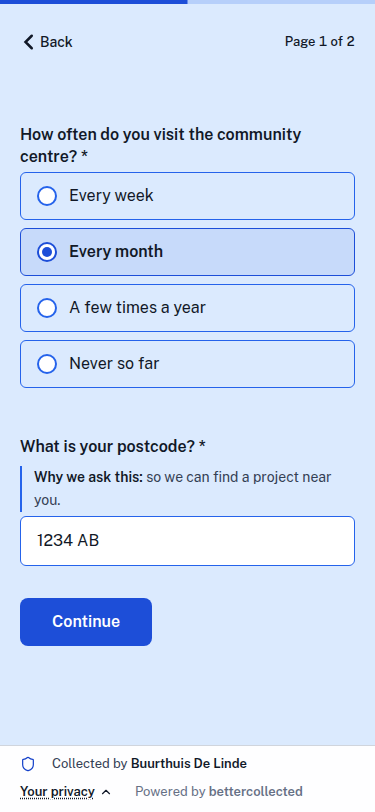 Back
Page 1 of 2
How often do you visit the community
centre? *
Every week
Every month
A few times a year
Never so far
What is your postcode? *
Why we ask this: so we can find a project near
you.
1234 AB
Continue
Collected by Buurthuis De Linde
Your privacy
Powered by bettercollected